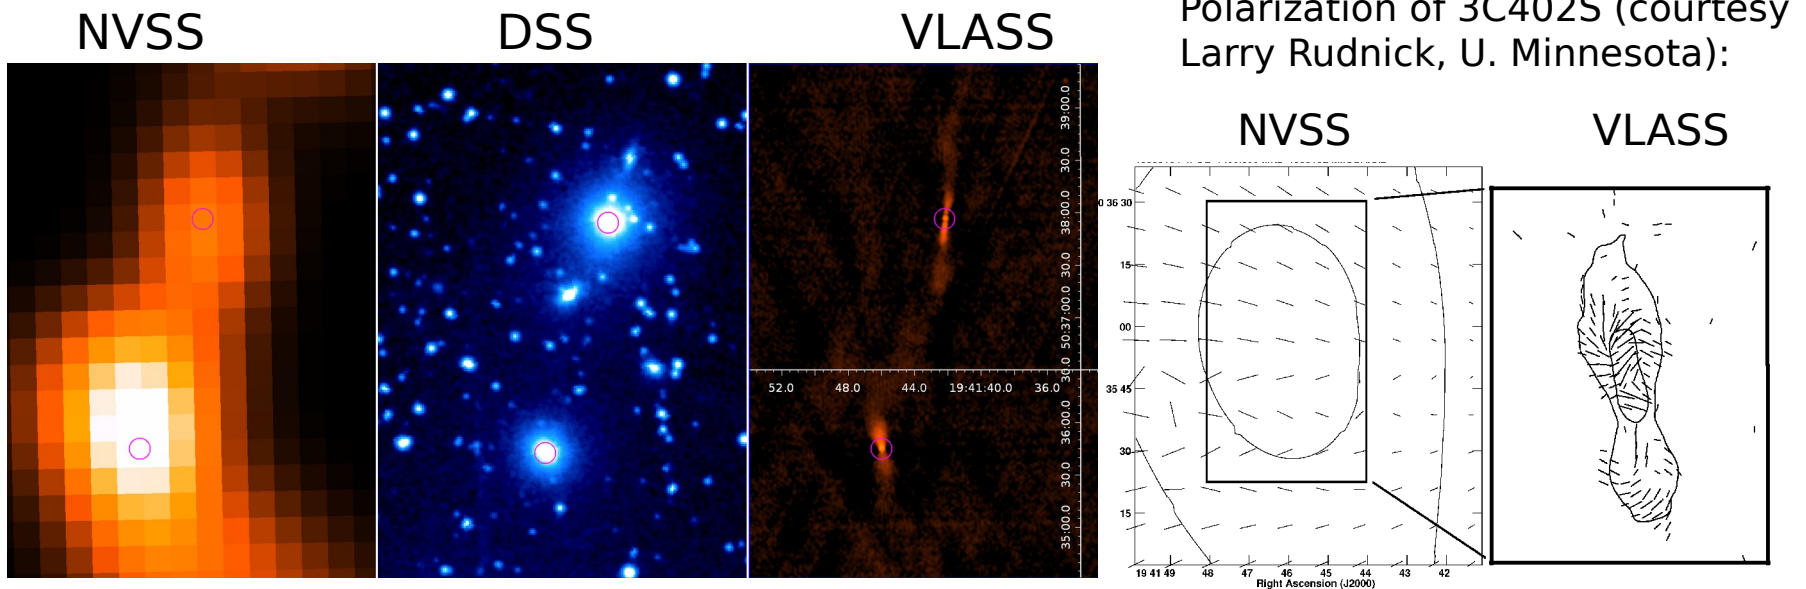 NVSS
DSS
VLASS
Polarization of 3C402S (courtesy
Larry Rudnick, U. Minnesota):
NVSS
VLASS
39:00.0
30.0
38:00.0
30.0
50:37:00.0
30.0
36:00.0
30.0
35:00.0
52.0 48.0 44.0 19:41:40.0 36.0
0 36 30
15
00
35 45
30
15
19 41 49 48 47 46 45 44 43 42
Right Ascension (J2000)